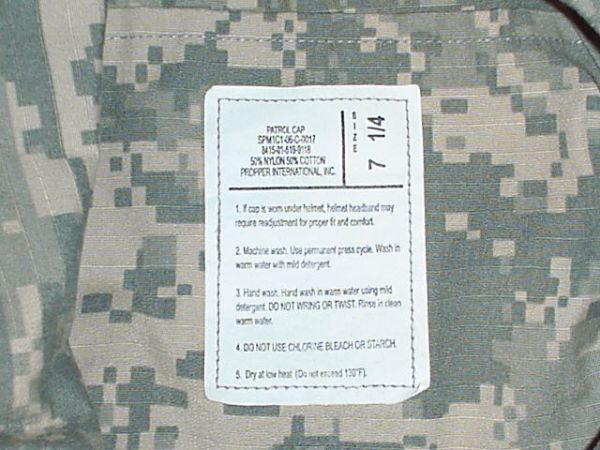 PATROL CAP
SPM1C1-06-C-0017
8415-01-519-9118
50% NYLON 50% COTTON
PROPPER INTERNATIONAL, INC.
SIZE
7 1/4
1. If cap is worn under helmet, helmet headband may
require readjustment for proper fit and comfort.
2. Machine wash. Use permanent press cycle. Wash in
warm water with mild detergent.
3. Hand wash. Hand wash in warm water using mild
detergent. DO NOT WRING OR TWIST. Rinse in clean
warm water.
4. DO NOT USE CHLORINE BLEACH OR STARCH.
5. Dry at low heat (Do not exceed 130°F).